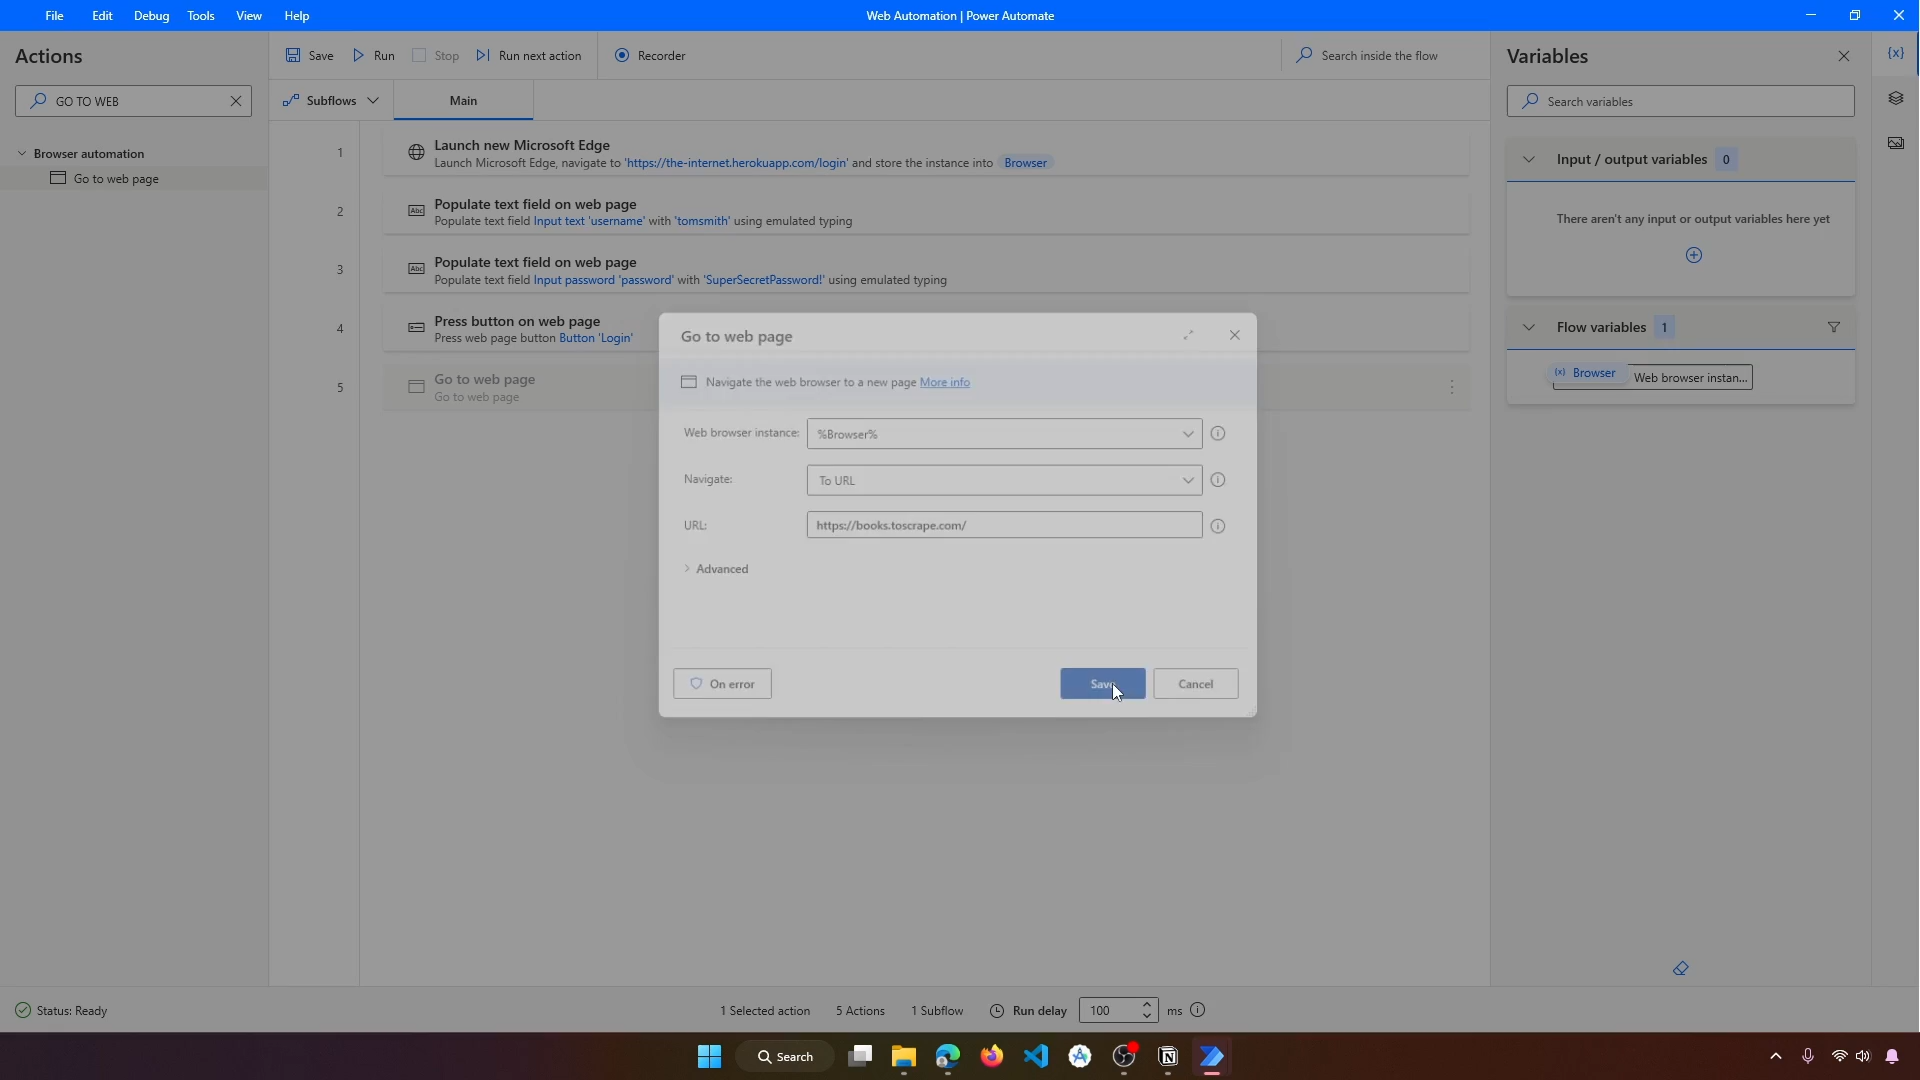 File Edit Debug Tools View Help
Web Automation | Power Automate
Actions
Save Run Stop Run next action Recorder
Search inside the flow
Variables
{x}
GO TO WEB
Subflows
Main
Search variables
Browser automation
Go to web page
1
Launch new Microsoft Edge
Launch Microsoft Edge, navigate to 'https://the-internet.herokuapp.com/login' and store the instance into Browser
2
Abc
Populate text field on web page
Populate text field Input text 'username' with 'tomsmith' using emulated typing
3
Abc
Populate text field on web page
Populate text field Input password 'password' with 'SuperSecretPassword!' using emulated typing
4
Press button on web page
Press web page button Button 'Login'
5
Go to web page
Go to web page
Input / output variables 0
There aren't any input or output variables here yet
Flow variables 1
(x) Browser Web browser instan...
Go to web page
Navigate the web browser to a new page More info
Web browser instance: %Browser%
Navigate: To URL
URL: https://books.toscrape.com/
Advanced
On error
Save
Cancel
Status: Ready
1 Selected action
5 Actions
1 Subflow
Run delay 100 ms
Search